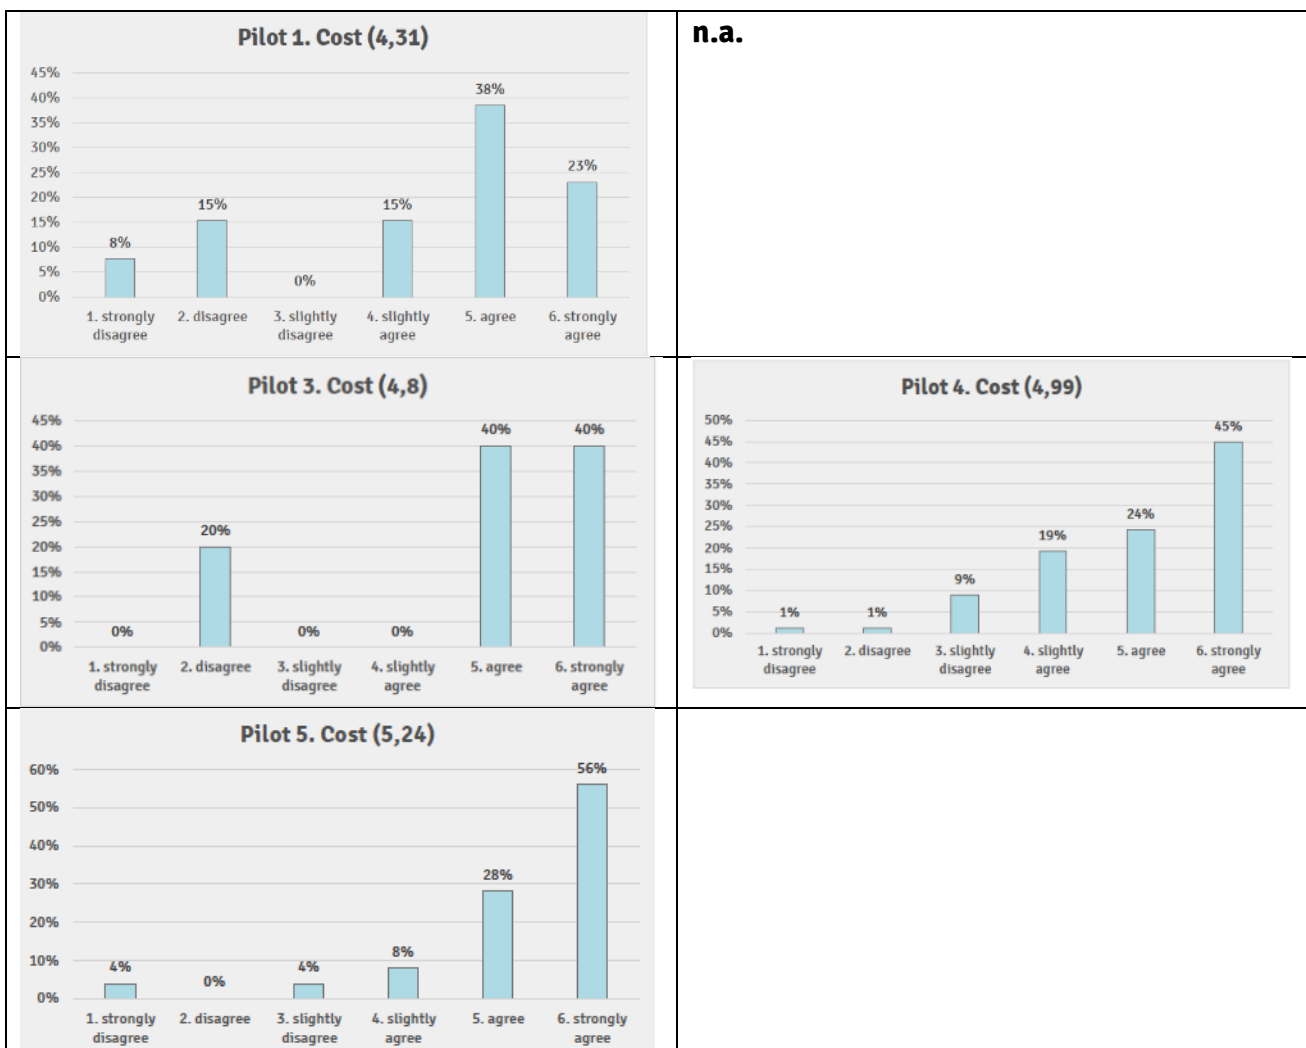 Pilot 1. Cost (4,31)
45%
40%
35%
30%
25%
20%
15%
10%
5%
0%
8%
15%
0%
15%
38%
23%
1. strongly disagree
2. disagree
3. slightly disagree
4. slightly agree
5. agree
6. strongly agree
n.a.
Pilot 3. Cost (4,8)
45%
40%
35%
30%
25%
20%
15%
10%
5%
0%
0%
20%
0%
0%
40%
40%
1. strongly disagree
2. disagree
3. slightly disagree
4. slightly agree
5. agree
6. strongly agree
Pilot 4. Cost (4,99)
50%
45%
40%
35%
30%
25%
20%
15%
10%
5%
0%
1%
1%
9%
19%
24%
45%
1. strongly disagree
2. disagree
3. slightly disagree
4. slightly agree
5. agree
6. strongly agree
Pilot 5. Cost (5,24)
60%
50%
40%
30%
20%
10%
0%
4%
0%
4%
8%
28%
56%
1. strongly disagree
2. disagree
3. slightly disagree
4. slightly agree
5. agree
6. strongly agree